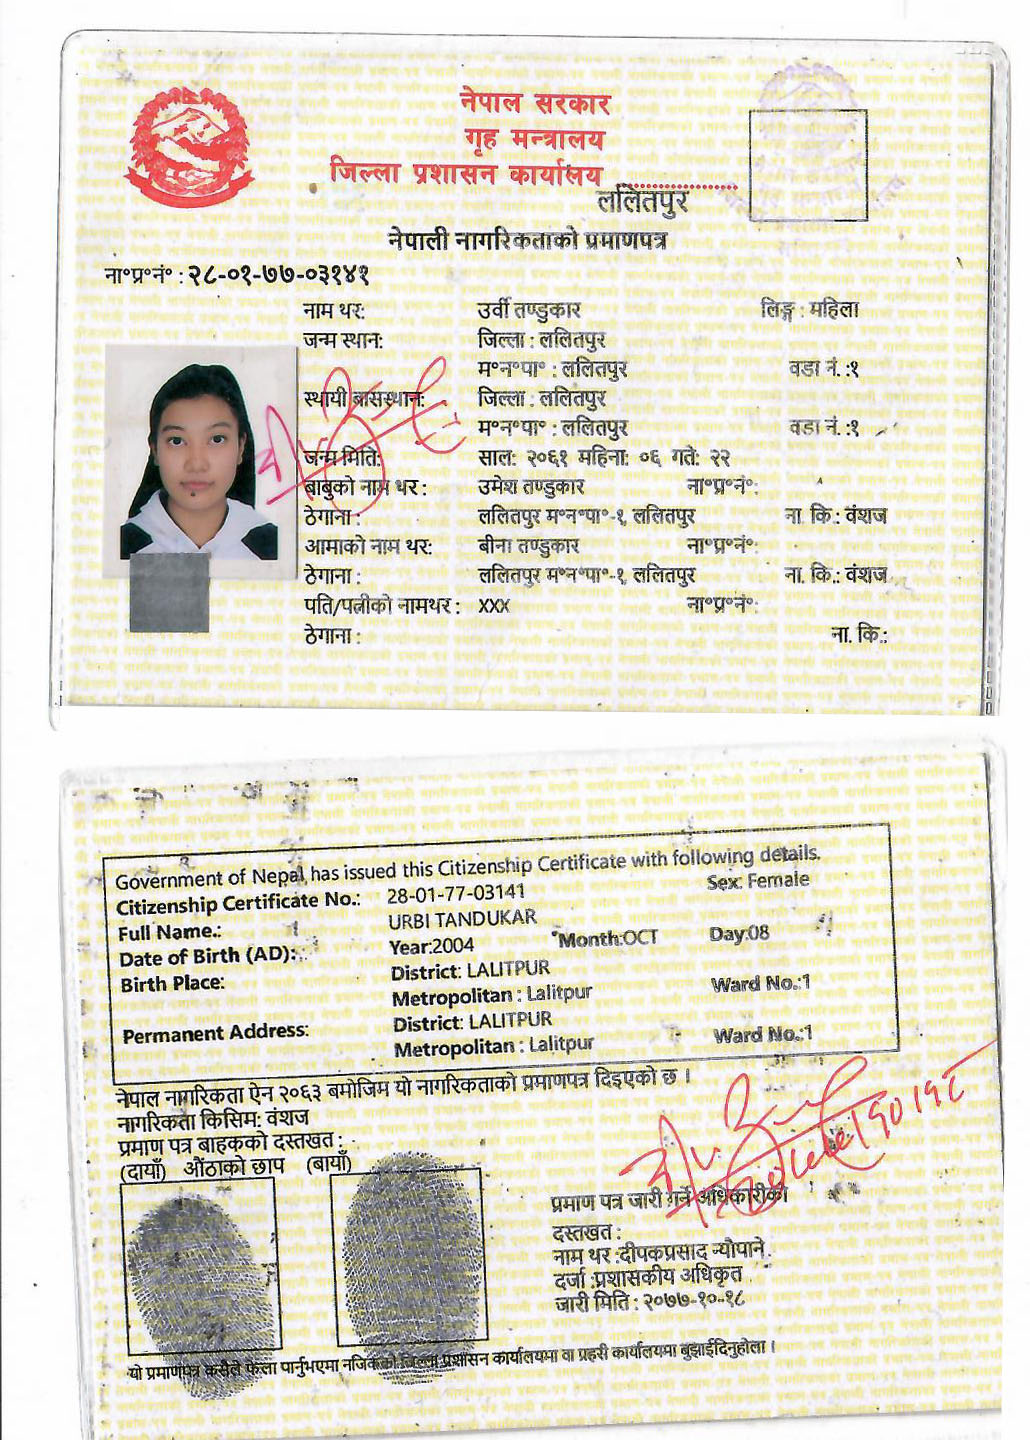 नेपाल सरकार
गृह मन्त्रालय
जिल्ला प्रशासन कार्यालय
ललितपुर
नेपाली नागरिकताको प्रमाणपत्र
ना॰प्र॰नं॰ : २८-०१-७७-०३१४१
नाम थर: उर्वी तण्डुकार लिङ्ग : महिला
जन्म स्थान: जिल्ला : ललितपुर
म॰न॰पा॰ : ललितपुर वडा नं. :१
स्थायी बासस्थान: जिल्ला : ललितपुर
म॰न॰पा॰ : ललितपुर वडा नं :१
जन्म मिति: साल: २०६१ महिना: ०६ गते: २२
बाबुको नाम थर : उमेश तण्डुकार ना॰प्र॰नं॰:
ठेगाना : ललितपुर म॰न॰पा॰-१, ललितपुर ना. कि.: वंशज
आमाको नाम थर: बीना तण्डुकार ना॰प्र॰नं॰:
ठेगाना : ललितपुर म॰न॰पा॰-१, ललितपुर ना. कि.: वंशज
पति/पत्नीको नामथर : XXX ना॰प्र॰नं॰:
ठेगाना : ना. कि.:
Government of Nepal has issued this Citizenship Certificate with following details.
Citizenship Certificate No.: 28-01-77-03141 Sex: Female
Full Name.: URBI TANDUKAR
Date of Birth (AD): Year:2004 Month:OCT Day:08
Birth Place: District: LALITPUR
Metropolitan : Lalitpur Ward No.:1
Permanent Address: District: LALITPUR
Metropolitan : Lalitpur Ward No.:1
नेपाल नागरिकता ऐन २०६३ बमोजिम यो नागरिकताको प्रमाणपत्र दिइएको छ ।
नागरिकता किसिम: वंशज
प्रमाण पत्र बाहकको दस्तखत :
(दायाँ) औंठाको छाप (बायाँ)
प्रमाण पत्र जारी गर्ने अधिकारीको
दस्तखत :
नाम थर :दीपकप्रसाद न्यौपाने
दर्जा :प्रशासकीय अधिकृत
जारी मिति : २०७७-१०-१८
यो प्रमाणपत्र कसैले फेला पार्नुभएमा नजिकको जिल्ला प्रशासन कार्यालयमा वा प्रहरी कार्यालयमा बुझाईदिनुहोला ।